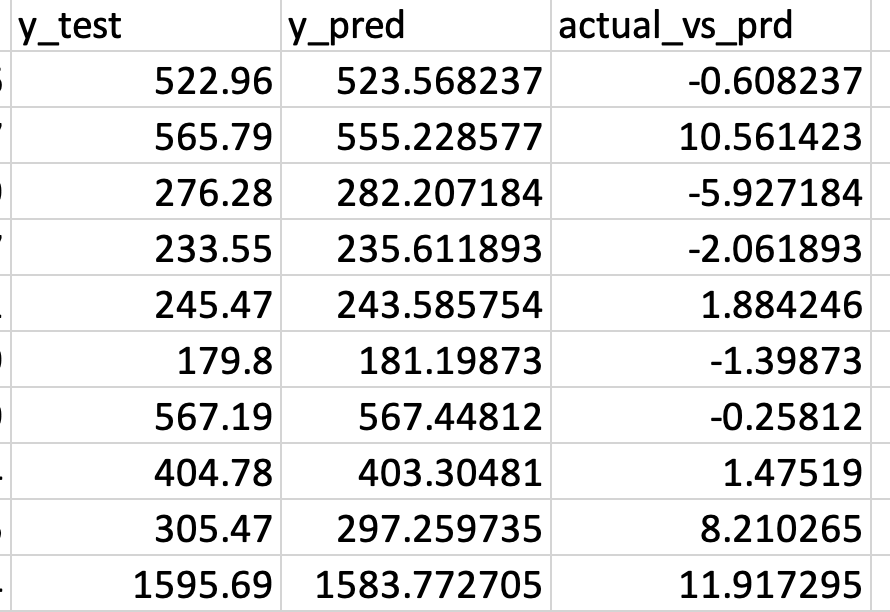 y_test y_pred actual_vs_prd
522.96 523.568237 -0.608237
565.79 555.228577 10.561423
276.28 282.207184 -5.927184
233.55 235.611893 -2.061893
245.47 243.585754 1.884246
179.8 181.19873 -1.39873
567.19 567.44812 -0.25812
404.78 403.30481 1.47519
305.47 297.259735 8.210265
1595.69 1583.772705 11.917295